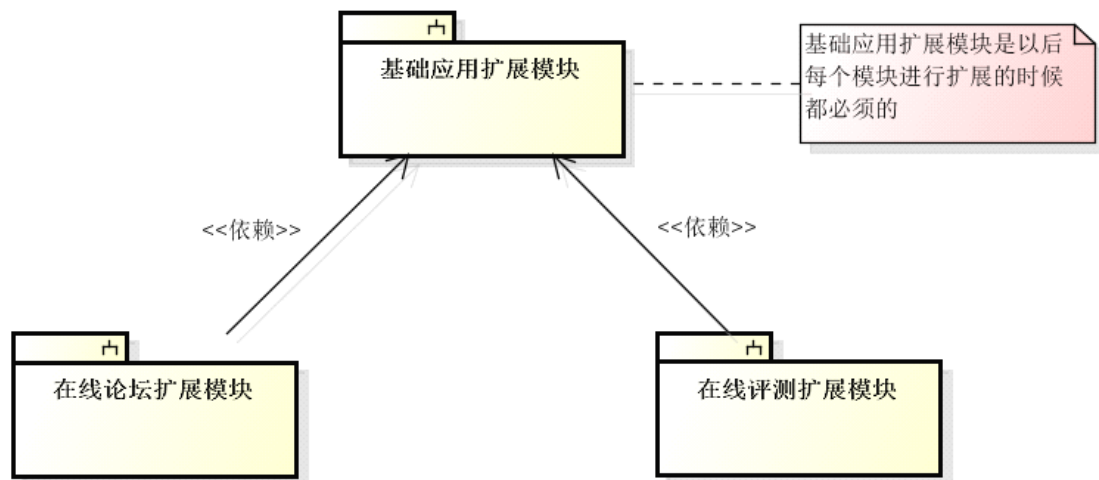 基础应用扩展模块
基础应用扩展模块是以后
每个模块进行扩展的时候
都必须的
<<依赖>>
<<依赖>>
在线论坛扩展模块
在线评测扩展模块